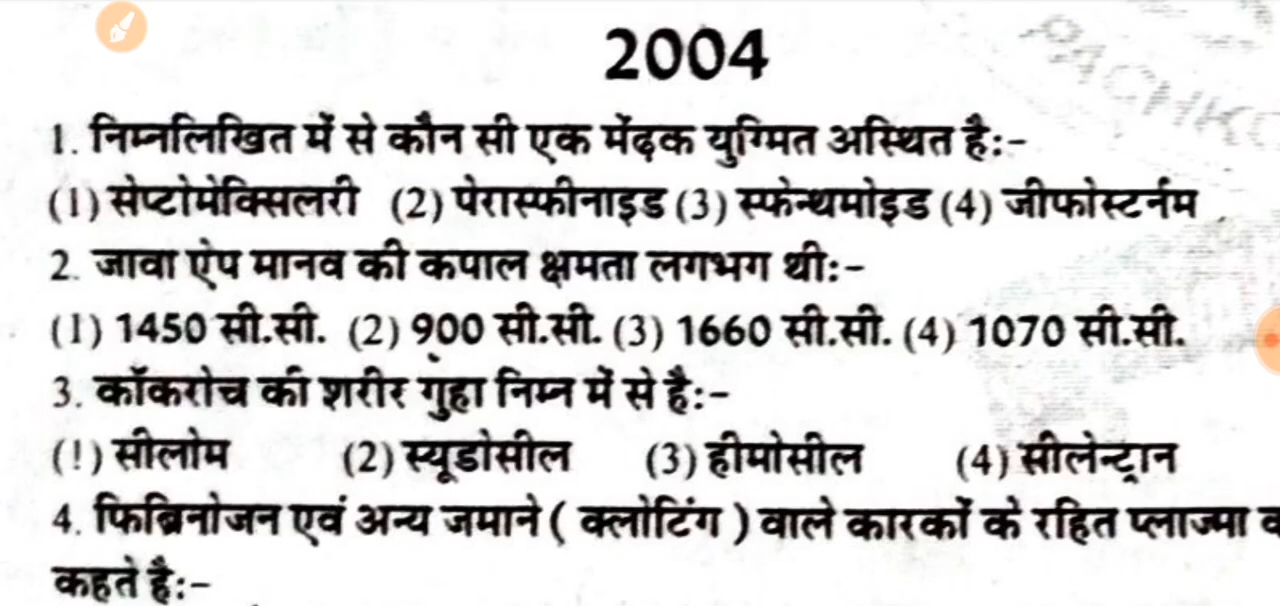 2004
1. निम्नलिखित में से कौन सी एक मेंढ़क युग्मित अस्थित है:-
(1) सेप्टोमेक्सिलरी (2) पेरास्फीनाइड (3) स्फेन्थमोइड (4) जीफोस्टर्नम
2. जावा ऐप मानव की कपाल क्षमता लगभग थी:-
(1) 1450 सी.सी. (2) 900 सी.सी. (3) 1660 सी.सी. (4) 1070 सी.सी.
3. कॉकरोच की शरीर गुहा निम्न में से है:-
(!) सीलोम (2) स्यूडोसील (3) हीमोसील (4) सीलेन्ट्रान
4. फिब्रिनोजन एवं अन्य जमाने ( क्लोटिंग ) वाले कारकों के रहित प्लाज्मा
कहते है:-